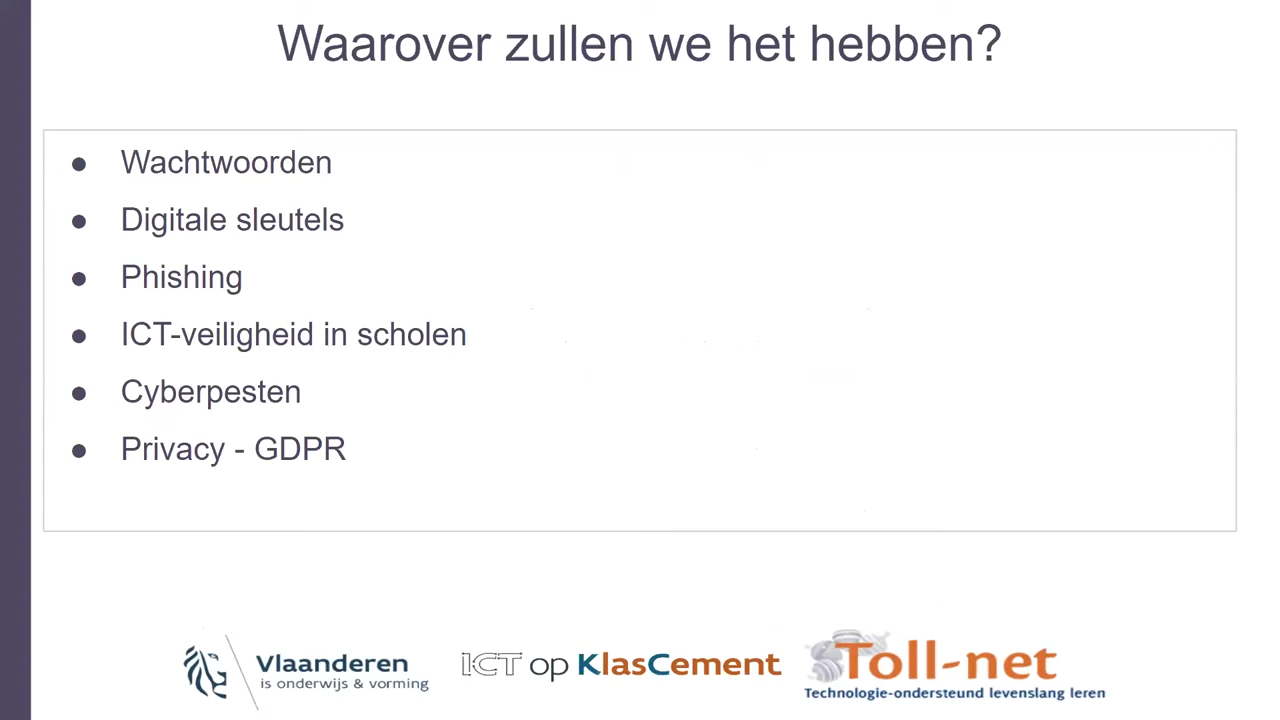 Waarover zullen we het hebben?
● Wachtwoorden
● Digitale sleutels
● Phishing
● ICT-veiligheid in scholen
● Cyberpesten
● Privacy - GDPR
Vlaanderen
is onderwijs & vorming
ICT op KlasCement
Toll-net
Technologie-ondersteund levenslang leren